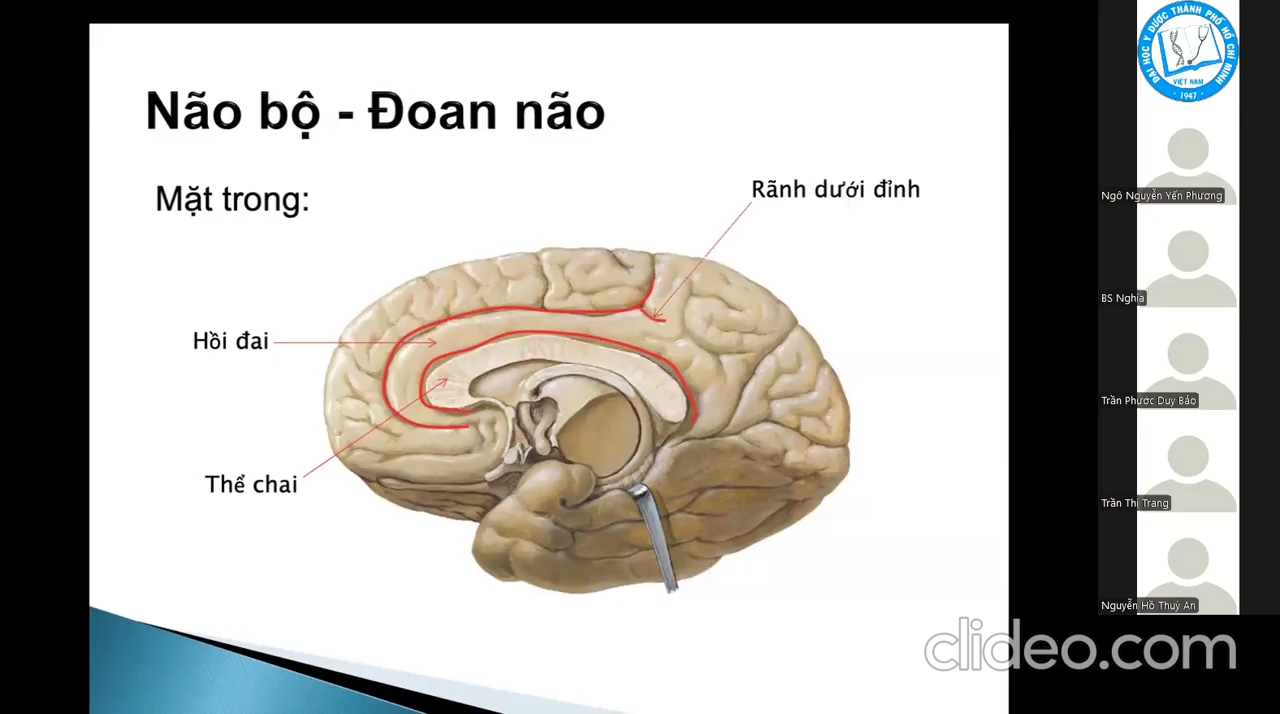 Não bộ - Đoan não
Mặt trong:
Rãnh dưới đỉnh
Hồi đai
Thể chai
ĐẠI HỌC Y DƯỢC THÀNH PHỐ HỒ CHÍ MINH
VIỆT NAM
· 1947 ·
Ngô Nguyễn Yến Phương
BS Nghĩa
Trần Phước Duy Bảo
Trần Thị Trang
Nguyễn Hồ Thuỳ An
clideo.com